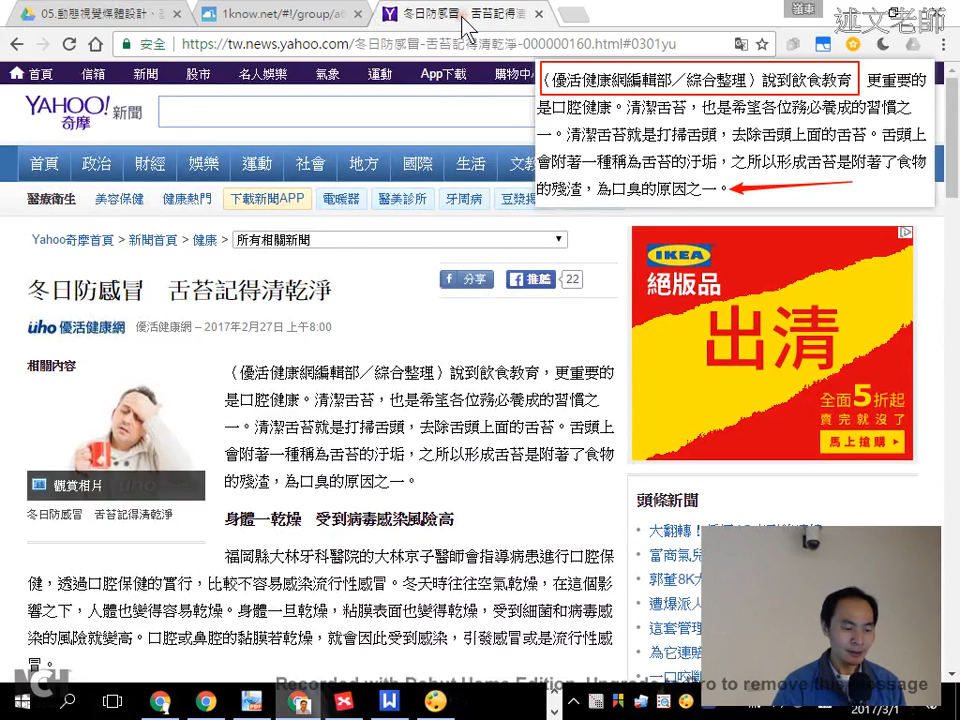 05.動態視覺媒體設計、
1know.net/#!/group/a6
冬日防感冒 舌苔記得清
述文老師
安全 https://tw.news.yahoo.com/冬日防感冒-舌苔記得清乾淨-000000160.html#0301yu
首頁 信箱 新聞 股市 名人娛樂 氣象 運動 App下載 購物中
YAHOO!
奇摩
新聞
（優活健康網編輯部／綜合整理）說到飲食教育，更重要的
是口腔健康。清潔舌苔，也是希望各位務必養成的習慣之
一。清潔舌苔就是打掃舌頭，去除舌頭上面的舌苔。舌頭上
會附著一種稱為舌苔的汙垢，之所以形成舌苔是附著了食物
的殘渣，為口臭的原因之一。
首頁 政治 財經 娛樂 運動 社會 地方 國際 生活 文教
醫療衛生 美容保健 健康熱門 下載新聞APP 電暖器 醫美診所 牙周病 豆漿
Yahoo奇摩首頁 > 新聞首頁 > 健康 > 所有相關新聞
冬日防感冒 舌苔記得清乾淨
分享 推薦 22
uho 優活健康網 優活健康網 – 2017年2月27日 上午8:00
相關內容
觀賞相片
冬日防感冒 舌苔記得清乾淨
（優活健康網編輯部／綜合整理）說到飲食教育，更重要的
是口腔健康。清潔舌苔，也是希望各位務必養成的習慣之
一。清潔舌苔就是打掃舌頭，去除舌頭上面的舌苔。舌頭上
會附著一種稱為舌苔的汙垢，之所以形成舌苔是附著了食物
的殘渣，為口臭的原因之一。
身體一乾燥 受到病毒感染風險高
福岡縣大林牙科醫院的大林京子醫師會指導病患進行口腔保
健，透過口腔保健的實行，比較不容易感染流行性感冒。冬天時往往空氣乾燥，在這個影
響之下，人體也變得容易乾燥。身體一旦乾燥，粘膜表面也變得乾燥，受到細菌和病毒感
染的風險就變高。口腔或鼻腔的黏膜若乾燥，就會因此受到感染，引發感冒或是流行性感
冒。
IKEA
絕版品
出清
全面5折起
賣完就沒了
馬上搶購
頭條新聞
大翻轉！
富商氣兒
郭董8K大
遭爆派人
這套管理
為它連賠
一口咬斷
NCH
Recorded with Debut Home Edition. Upgrade to Pro to remove this message
2017/3/1